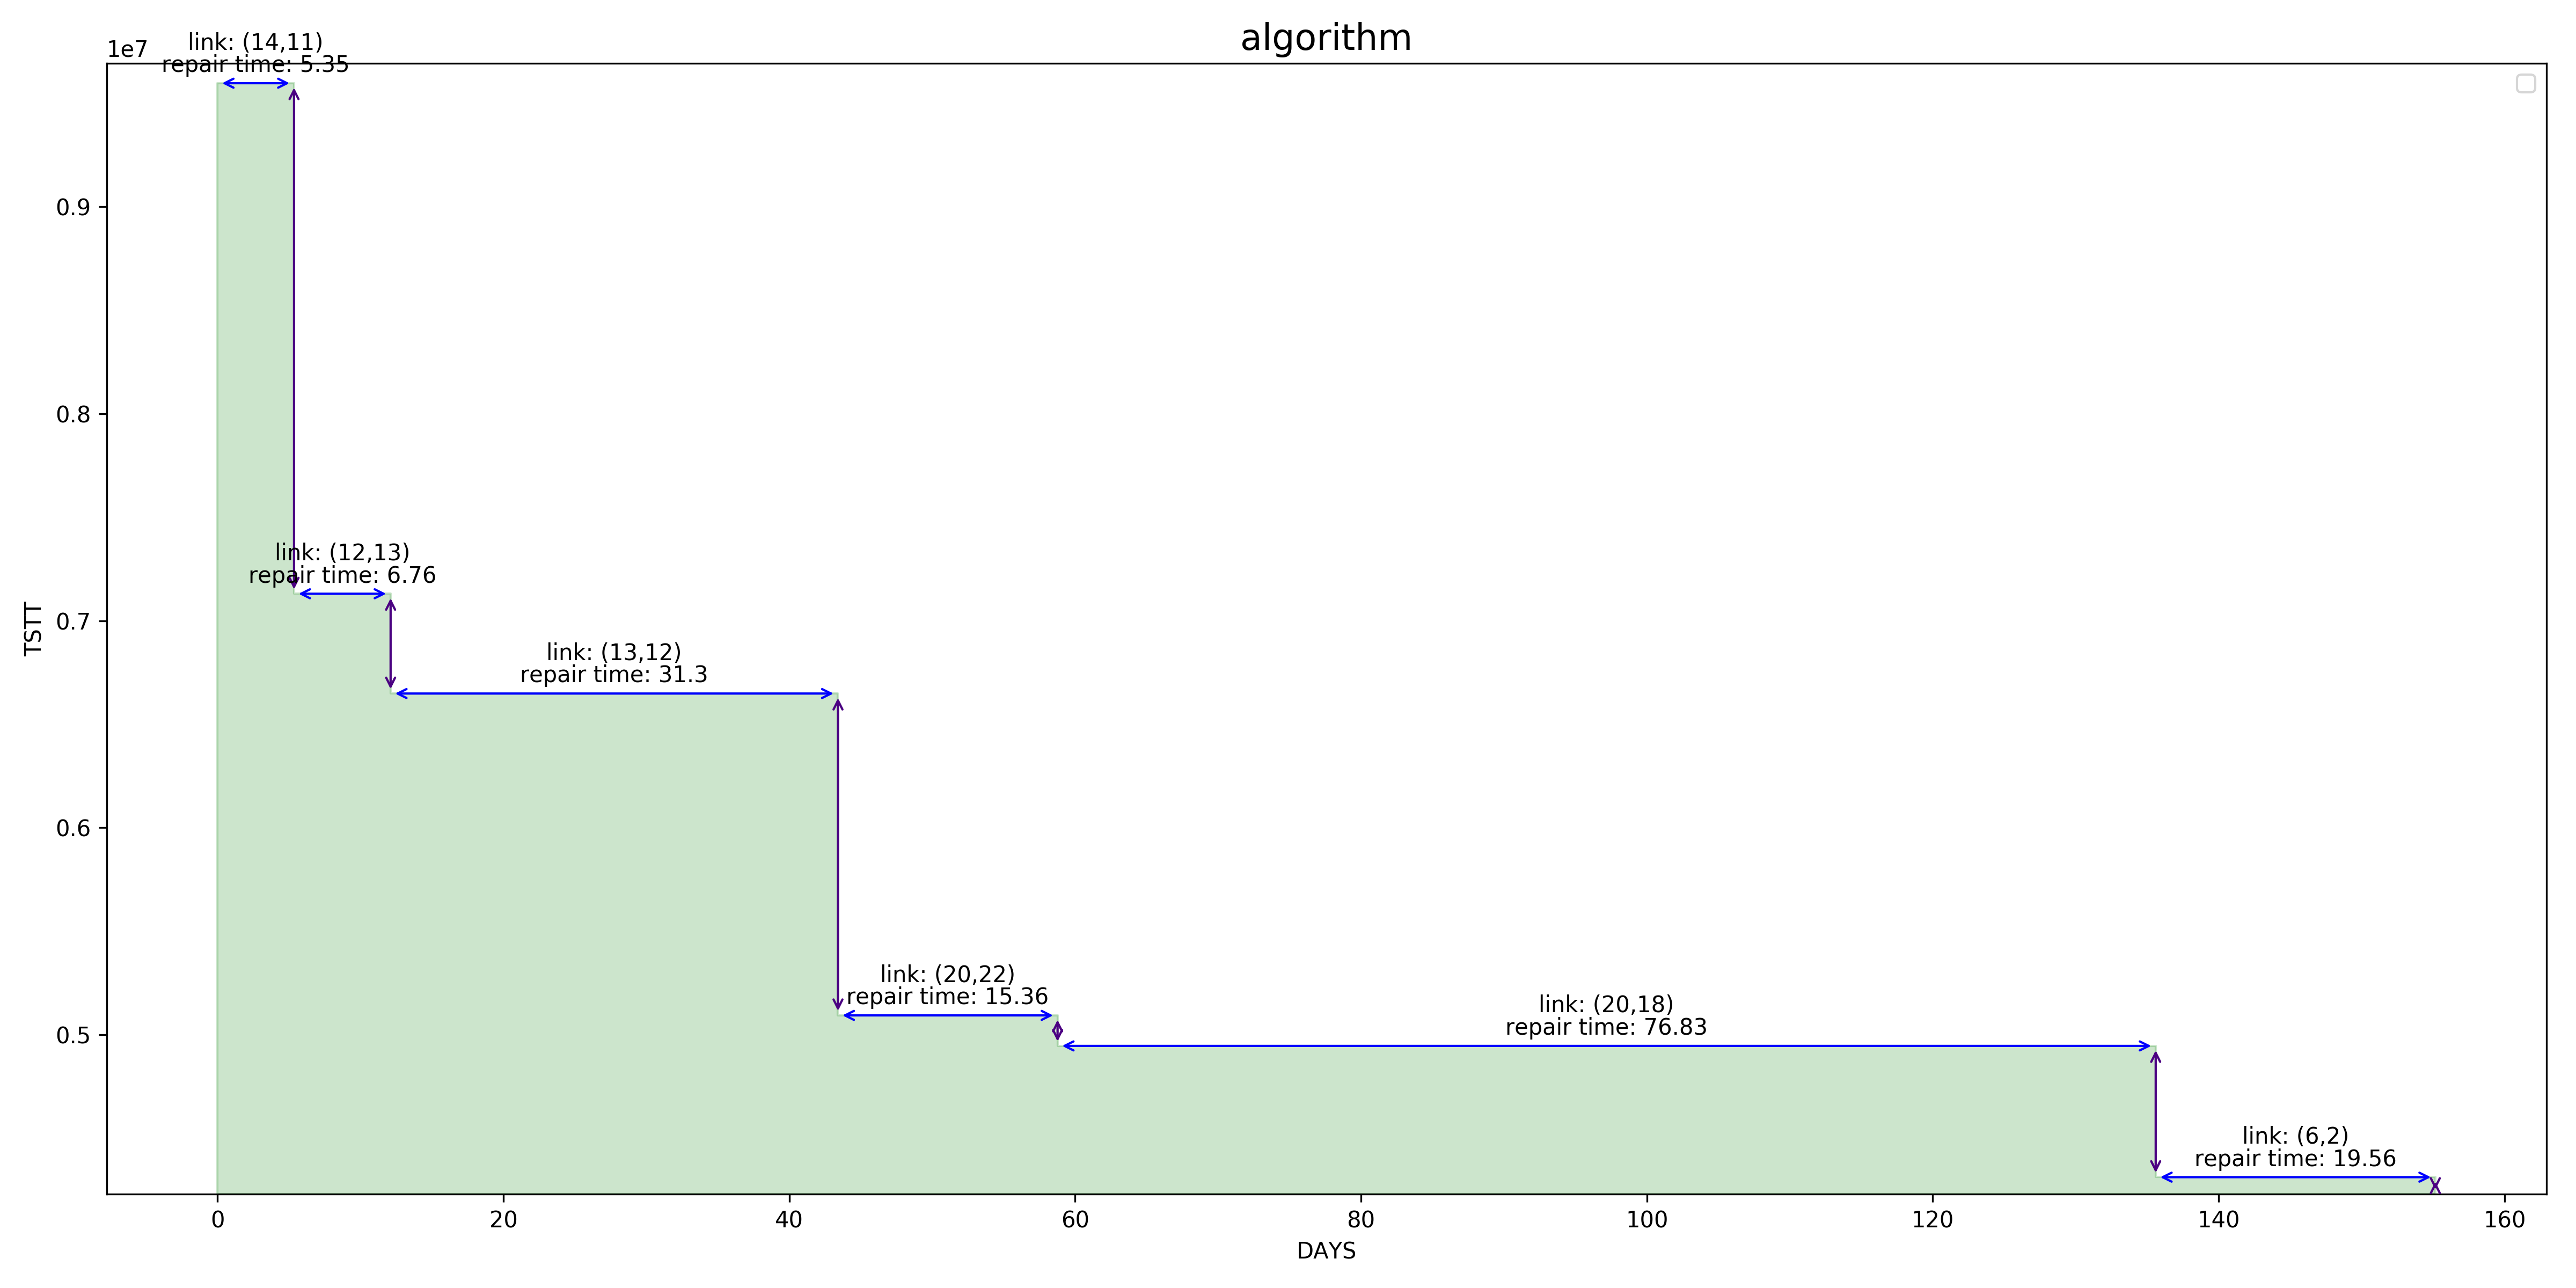 algorithm
1e7
link: (14,11)
repair time: 5.35
0.9
0.8
link: (12,13)
repair time: 6.76
0.7
TSTT
link: (13,12)
repair time: 31.3
0.6
link: (20,22)
repair time: 15.36
link: (20,18)
repair time: 76.83
0.5
link: (6,2)
repair time: 19.56
0 20 40 60 80 100 120 140 160
DAYS